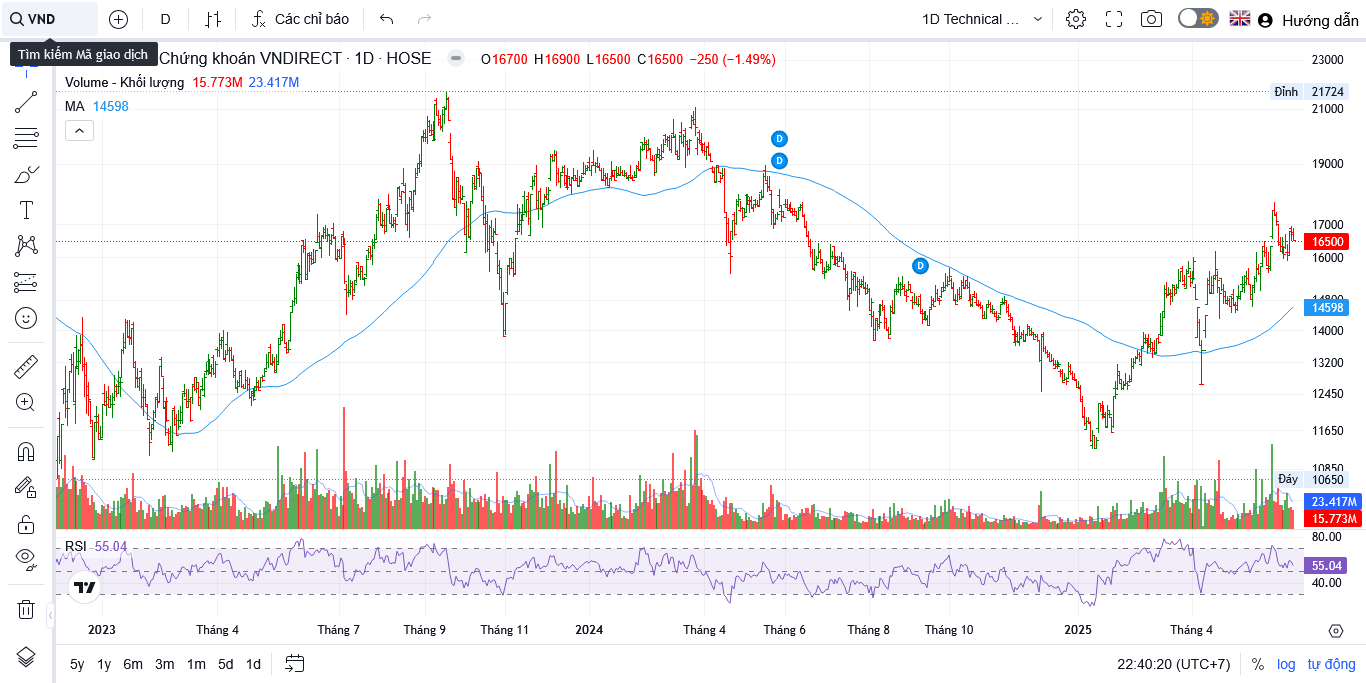 VND
D
Các chỉ báo
1D Technical ...
Hướng dẫn
Tìm kiếm Mã giao dịch
Chứng khoán VNDIRECT · 1D · HOSE
O16700 H16900 L16500 C16500 −250 (−1.49%)
Volume - Khối lượng 15.773M 23.417M
MA 14598
23000
Đỉnh 21724
21000
19000
17000
16500
16000
14800
14598
14000
13200
12450
11650
10850
Đáy 10650
23.417M
15.773M
D
D
D
RSI 55.04
80.00
55.04
40.00
2023 Tháng 4 Tháng 7 Tháng 9 Tháng 11 2024 Tháng 4 Tháng 6 Tháng 8 Tháng 10 2025 Tháng 4
5y 1y 6m 3m 1m 5d 1d
22:40:20 (UTC+7) % log tự động